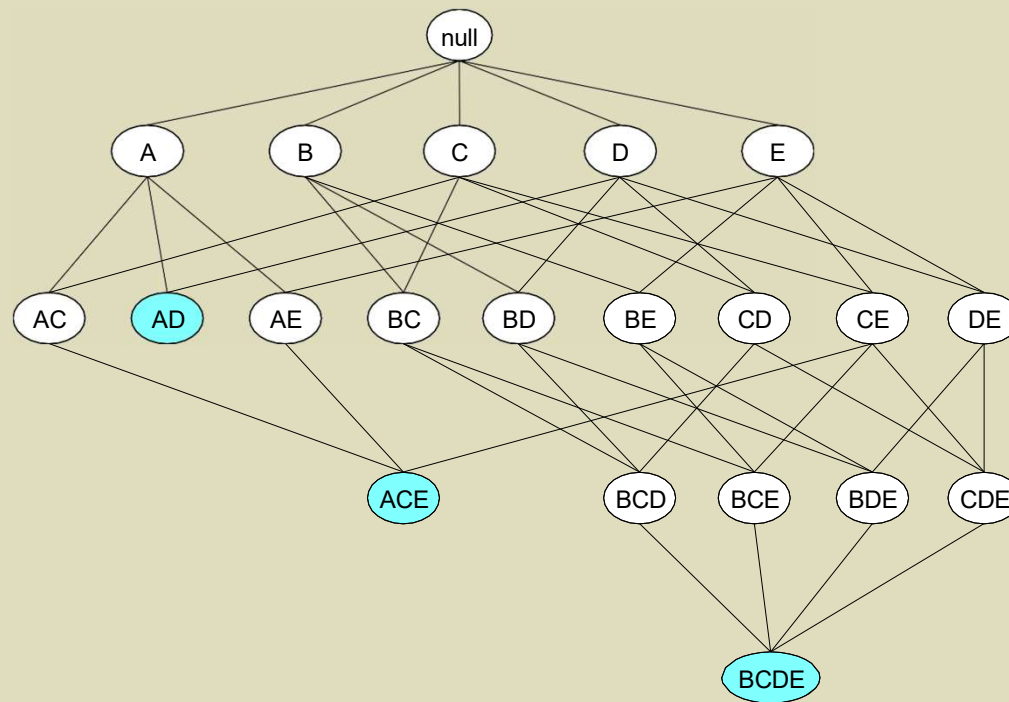 null
A B C D E
AC AD AE BC BD BE CD CE DE
ACE BCD BCE BDE CDE
BCDE